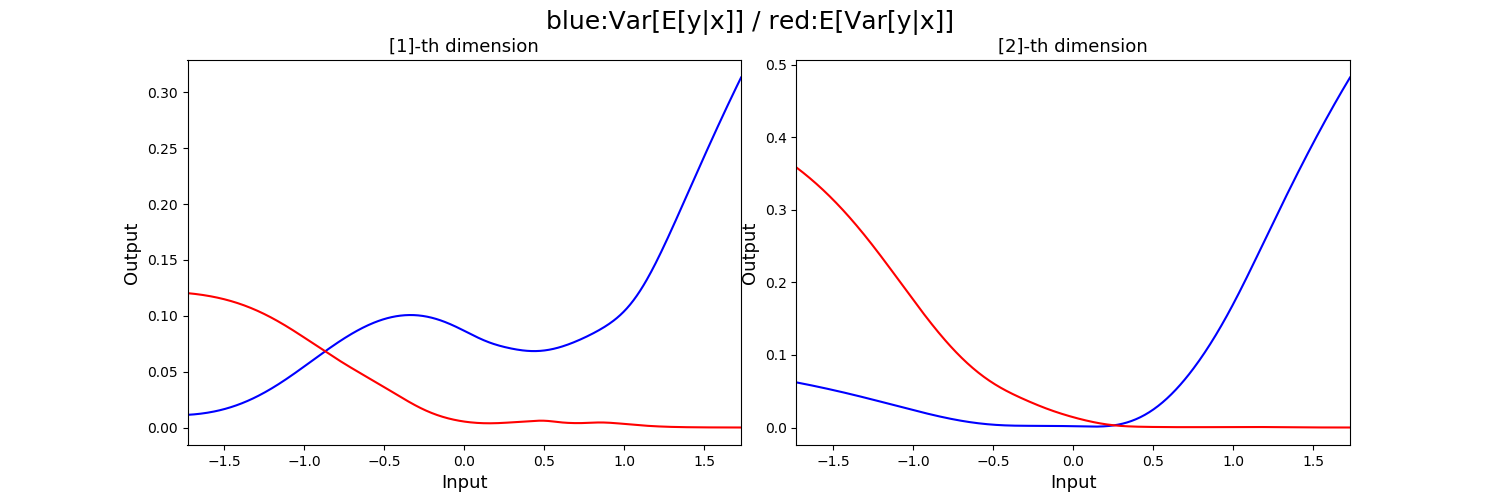 blue:Var[E[y|x]] / red:E[Var[y|x]]
[1]-th dimension
0.30
0.25
0.20
0.15
0.10
0.05
0.00
Output
−1.5 −1.0 −0.5 0.0 0.5 1.0 1.5
Input
[2]-th dimension
0.5
0.4
0.3
0.2
0.1
0.0
Output
−1.5 −1.0 −0.5 0.0 0.5 1.0 1.5
Input